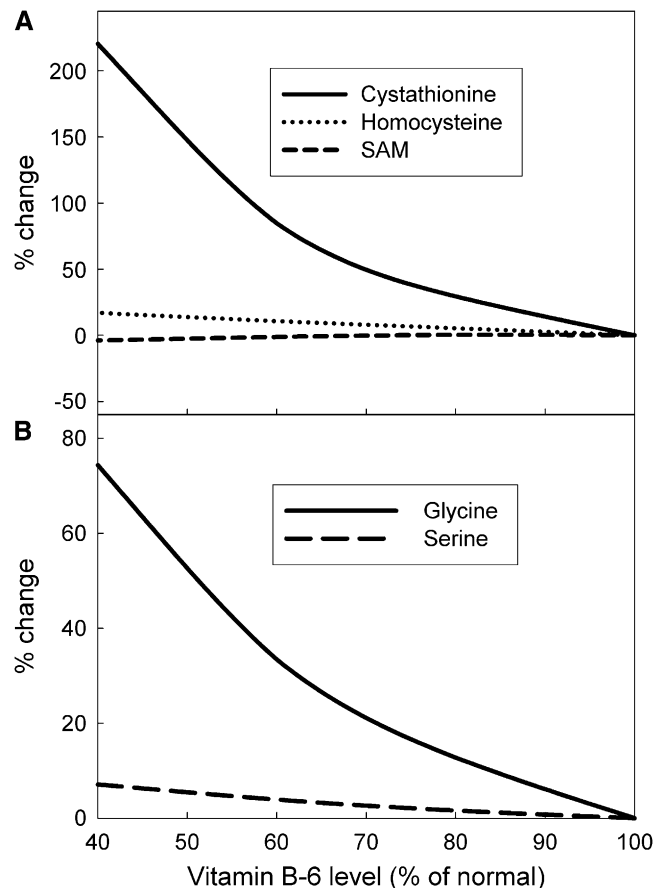 A
200
150
100
50
0
-50
% change
Cystathionine
Homocysteine
SAM
B
80
60
40
20
0
% change
Glycine
Serine
40 50 60 70 80 90 100
Vitamin B-6 level (% of normal)